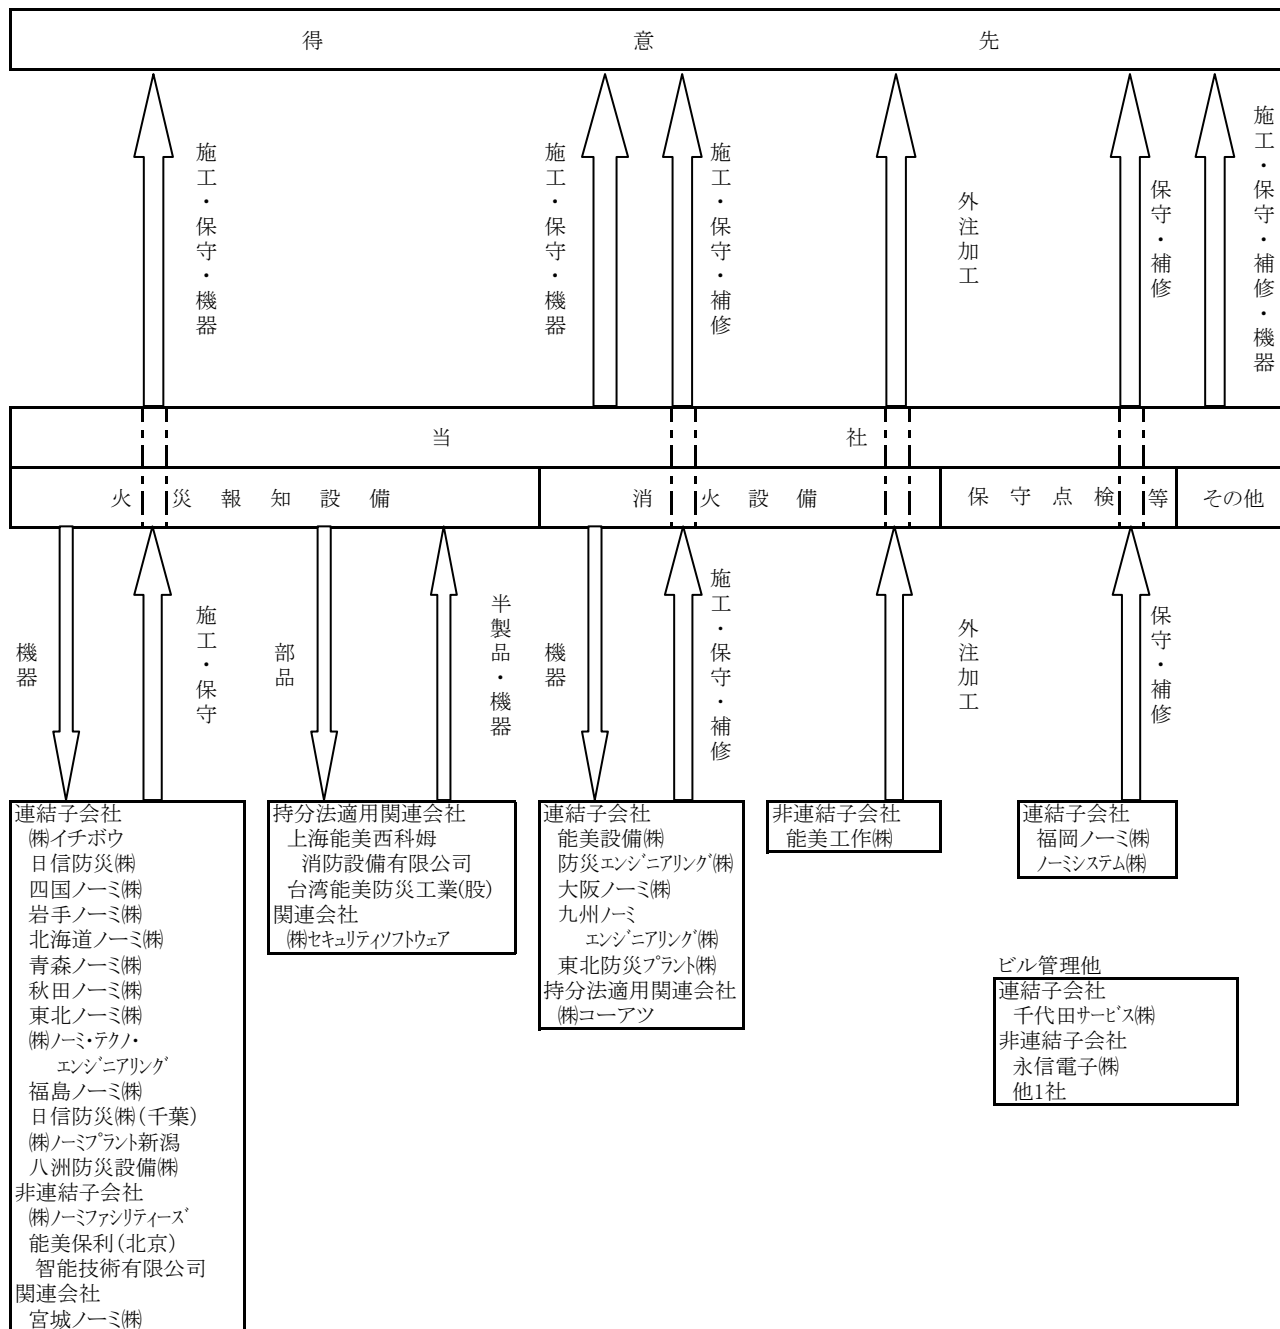 得意先
施工・保守・機器
施工・保守・機器
施工・保守・補修
外注加工
保守・補修
施工・保守・補修・機器
当社
火災報知設備
消火設備
保守点検等
その他
機器
施工・保守
部品
半製品・機器
機器
施工・保守・補修
外注加工
保守・補修
連結子会社
㈱イチボウ
日信防災㈱
四国ノーミ㈱
岩手ノーミ㈱
北海道ノーミ㈱
青森ノーミ㈱
秋田ノーミ㈱
東北ノーミ㈱
㈱ノーミ・テクノ・
エンジニアリング
福島ノーミ㈱
日信防災㈱(千葉)
㈱ノーミプラント新潟
八洲防災設備㈱
非連結子会社
㈱ノーミファシリティーズ
能美保利(北京)
智能技術有限公司
関連会社
宮城ノーミ㈱
持分法適用関連会社
上海能美西科姆
消防設備有限公司
台湾能美防災工業(股)
関連会社
㈱セキュリティソフトウェア
連結子会社
能美設備㈱
防災エンジニアリング㈱
大阪ノーミ㈱
九州ノーミ
エンジニアリング㈱
東北防災プラント㈱
持分法適用関連会社
㈱コーアツ
非連結子会社
能美工作㈱
連結子会社
福岡ノーミ㈱
ノーミシステム㈱
ビル管理他
連結子会社
千代田サービス㈱
非連結子会社
永信電子㈱
他1社